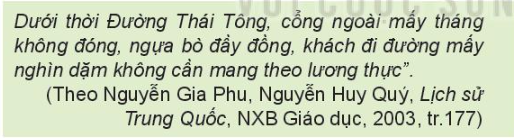 Dưới thời Đường Thái Tông, cổng ngoài mấy tháng
không đóng, ngựa bò đầy đồng, khách đi đường mấy
nghìn dặm không cần mang theo lương thực”.
(Theo Nguyễn Gia Phu, Nguyễn Huy Quý, Lịch sử
Trung Quốc, NXB Giáo dục, 2003, tr.177)